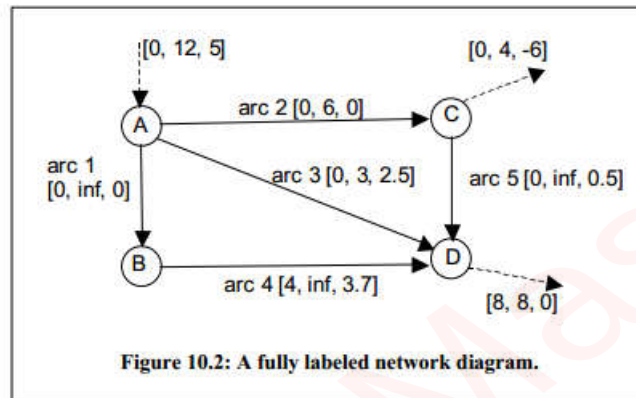 [0, 12, 5]
[0, 4, -6]
arc 2 [0, 6, 0]
A
C
arc 1
[0, inf, 0]
arc 3 [0, 3, 2.5]
arc 5 [0, inf, 0.5]
B
D
arc 4 [4, inf, 3.7]
[8, 8, 0]
Figure 10.2: A fully labeled network diagram.